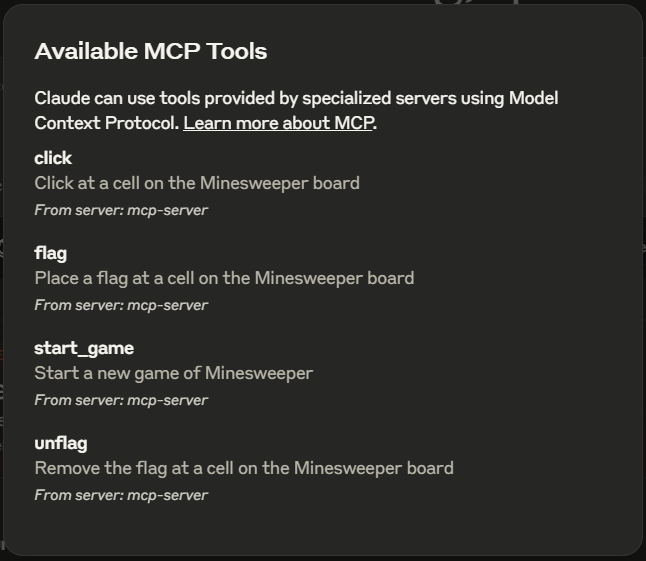 Available MCP Tools
Claude can use tools provided by specialized servers using Model
Context Protocol. Learn more about MCP.
click
Click at a cell on the Minesweeper board
From server: mcp-server
flag
Place a flag at a cell on the Minesweeper board
From server: mcp-server
start_game
Start a new game of Minesweeper
From server: mcp-server
unflag
Remove the flag at a cell on the Minesweeper board
From server: mcp-server